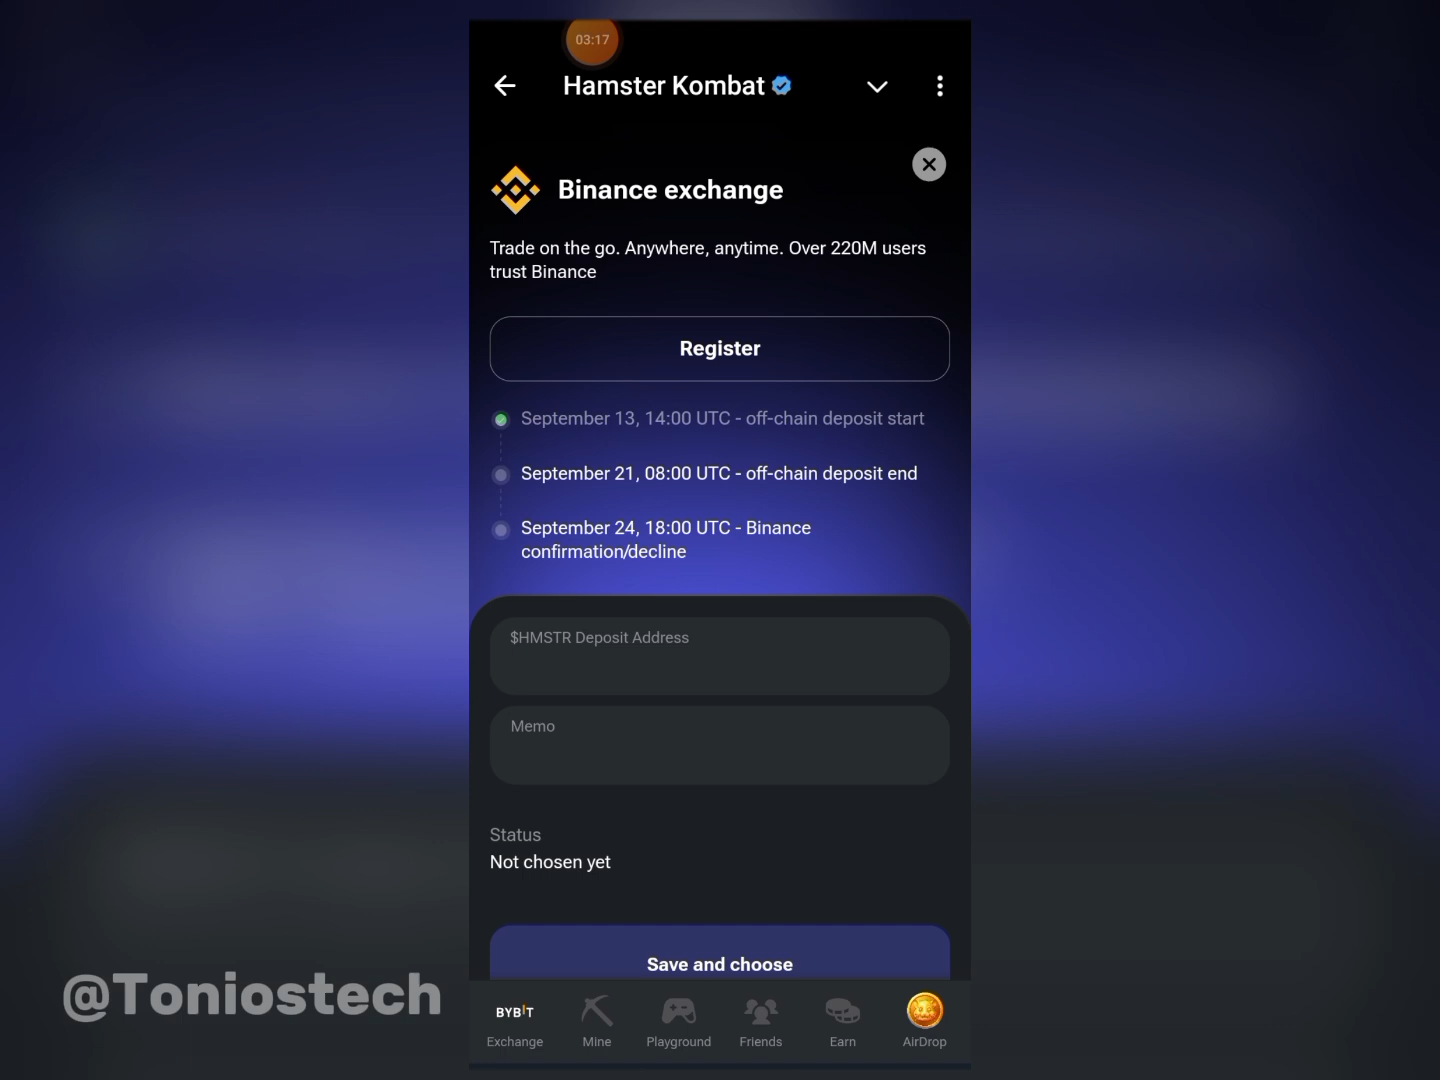 03:17
Hamster Kombat
Binance exchange
Trade on the go. Anywhere, anytime. Over 220M users
trust Binance
Register
September 13, 14:00 UTC - off-chain deposit start
September 21, 08:00 UTC - off-chain deposit end
September 24, 18:00 UTC - Binance
confirmation/decline
$HMSTR Deposit Address
Memo
Status
Not chosen yet
Save and choose
@Toniostech
BYBIT
Exchange
Mine
Playground
Friends
Earn
AirDrop